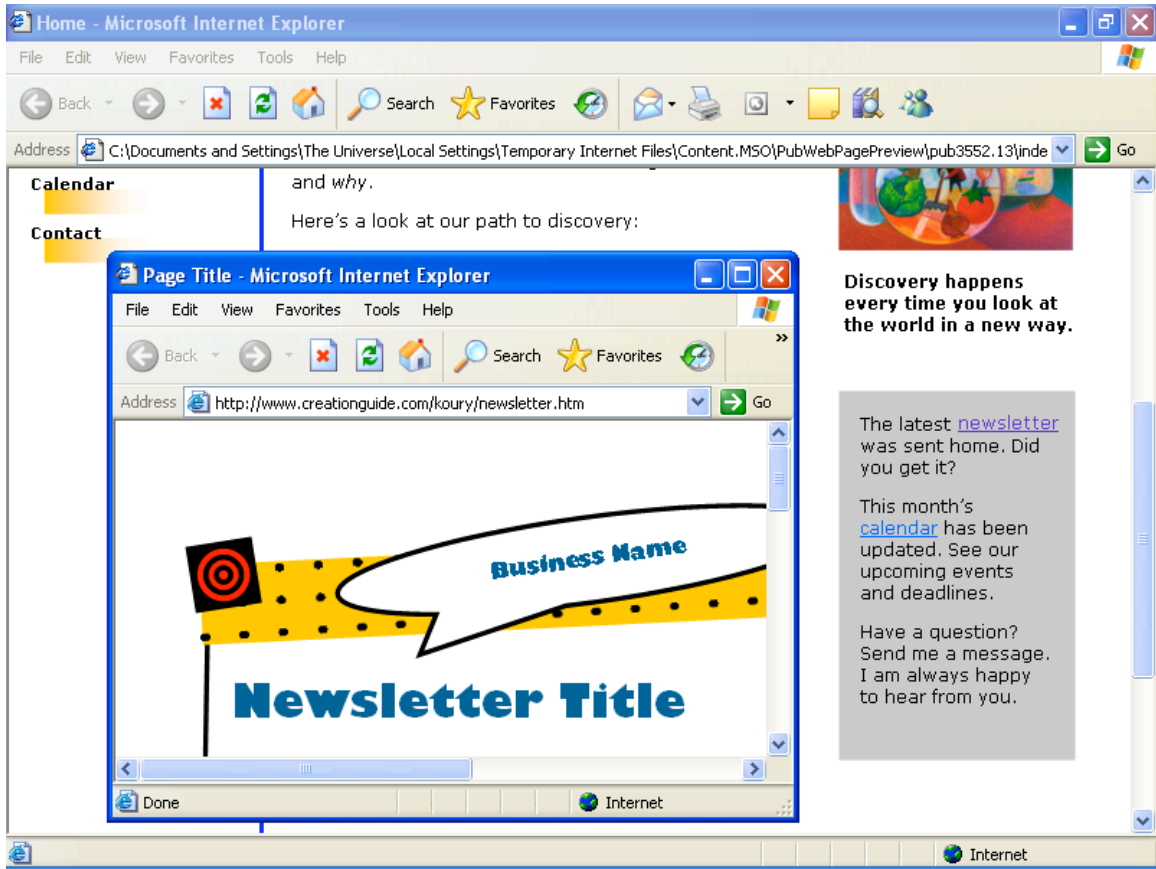 Home - Microsoft Internet Explorer
File Edit View Favorites Tools Help
Back Search Favorites
Address C:\Documents and Settings\The Universe\Local Settings\Temporary Internet Files\Content.MSO\PubWebPagePreview\pub3552.13\inde Go
Calendar
Contact
and why.
Here's a look at our path to discovery:
Page Title - Microsoft Internet Explorer
File Edit View Favorites Tools Help
Back Search Favorites »
Address http://www.creationguide.com/koury/newsletter.htm Go
Business Name
Newsletter Title
Done Internet
Discovery happens
every time you look at
the world in a new way.
The latest newsletter
was sent home. Did
you get it?
This month's
calendar has been
updated. See our
upcoming events
and deadlines.
Have a question?
Send me a message.
I am always happy
to hear from you.
Internet